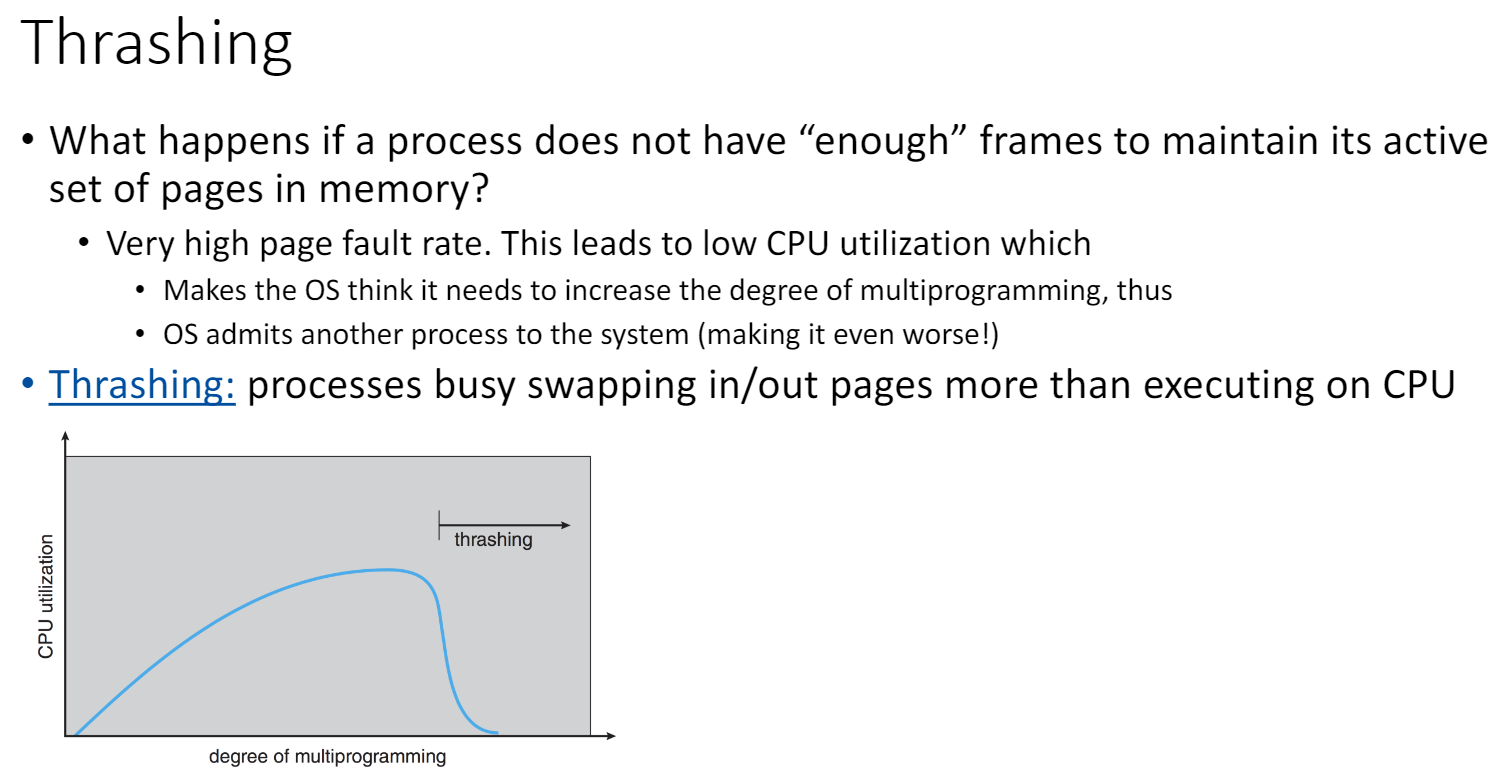 Thrashing
• What happens if a process does not have “enough” frames to maintain its active
set of pages in memory?
• Very high page fault rate. This leads to low CPU utilization which
• Makes the OS think it needs to increase the degree of multiprogramming, thus
• OS admits another process to the system (making it even worse!)
• Thrashing: processes busy swapping in/out pages more than executing on CPU
thrashing
CPU utilization
degree of multiprogramming